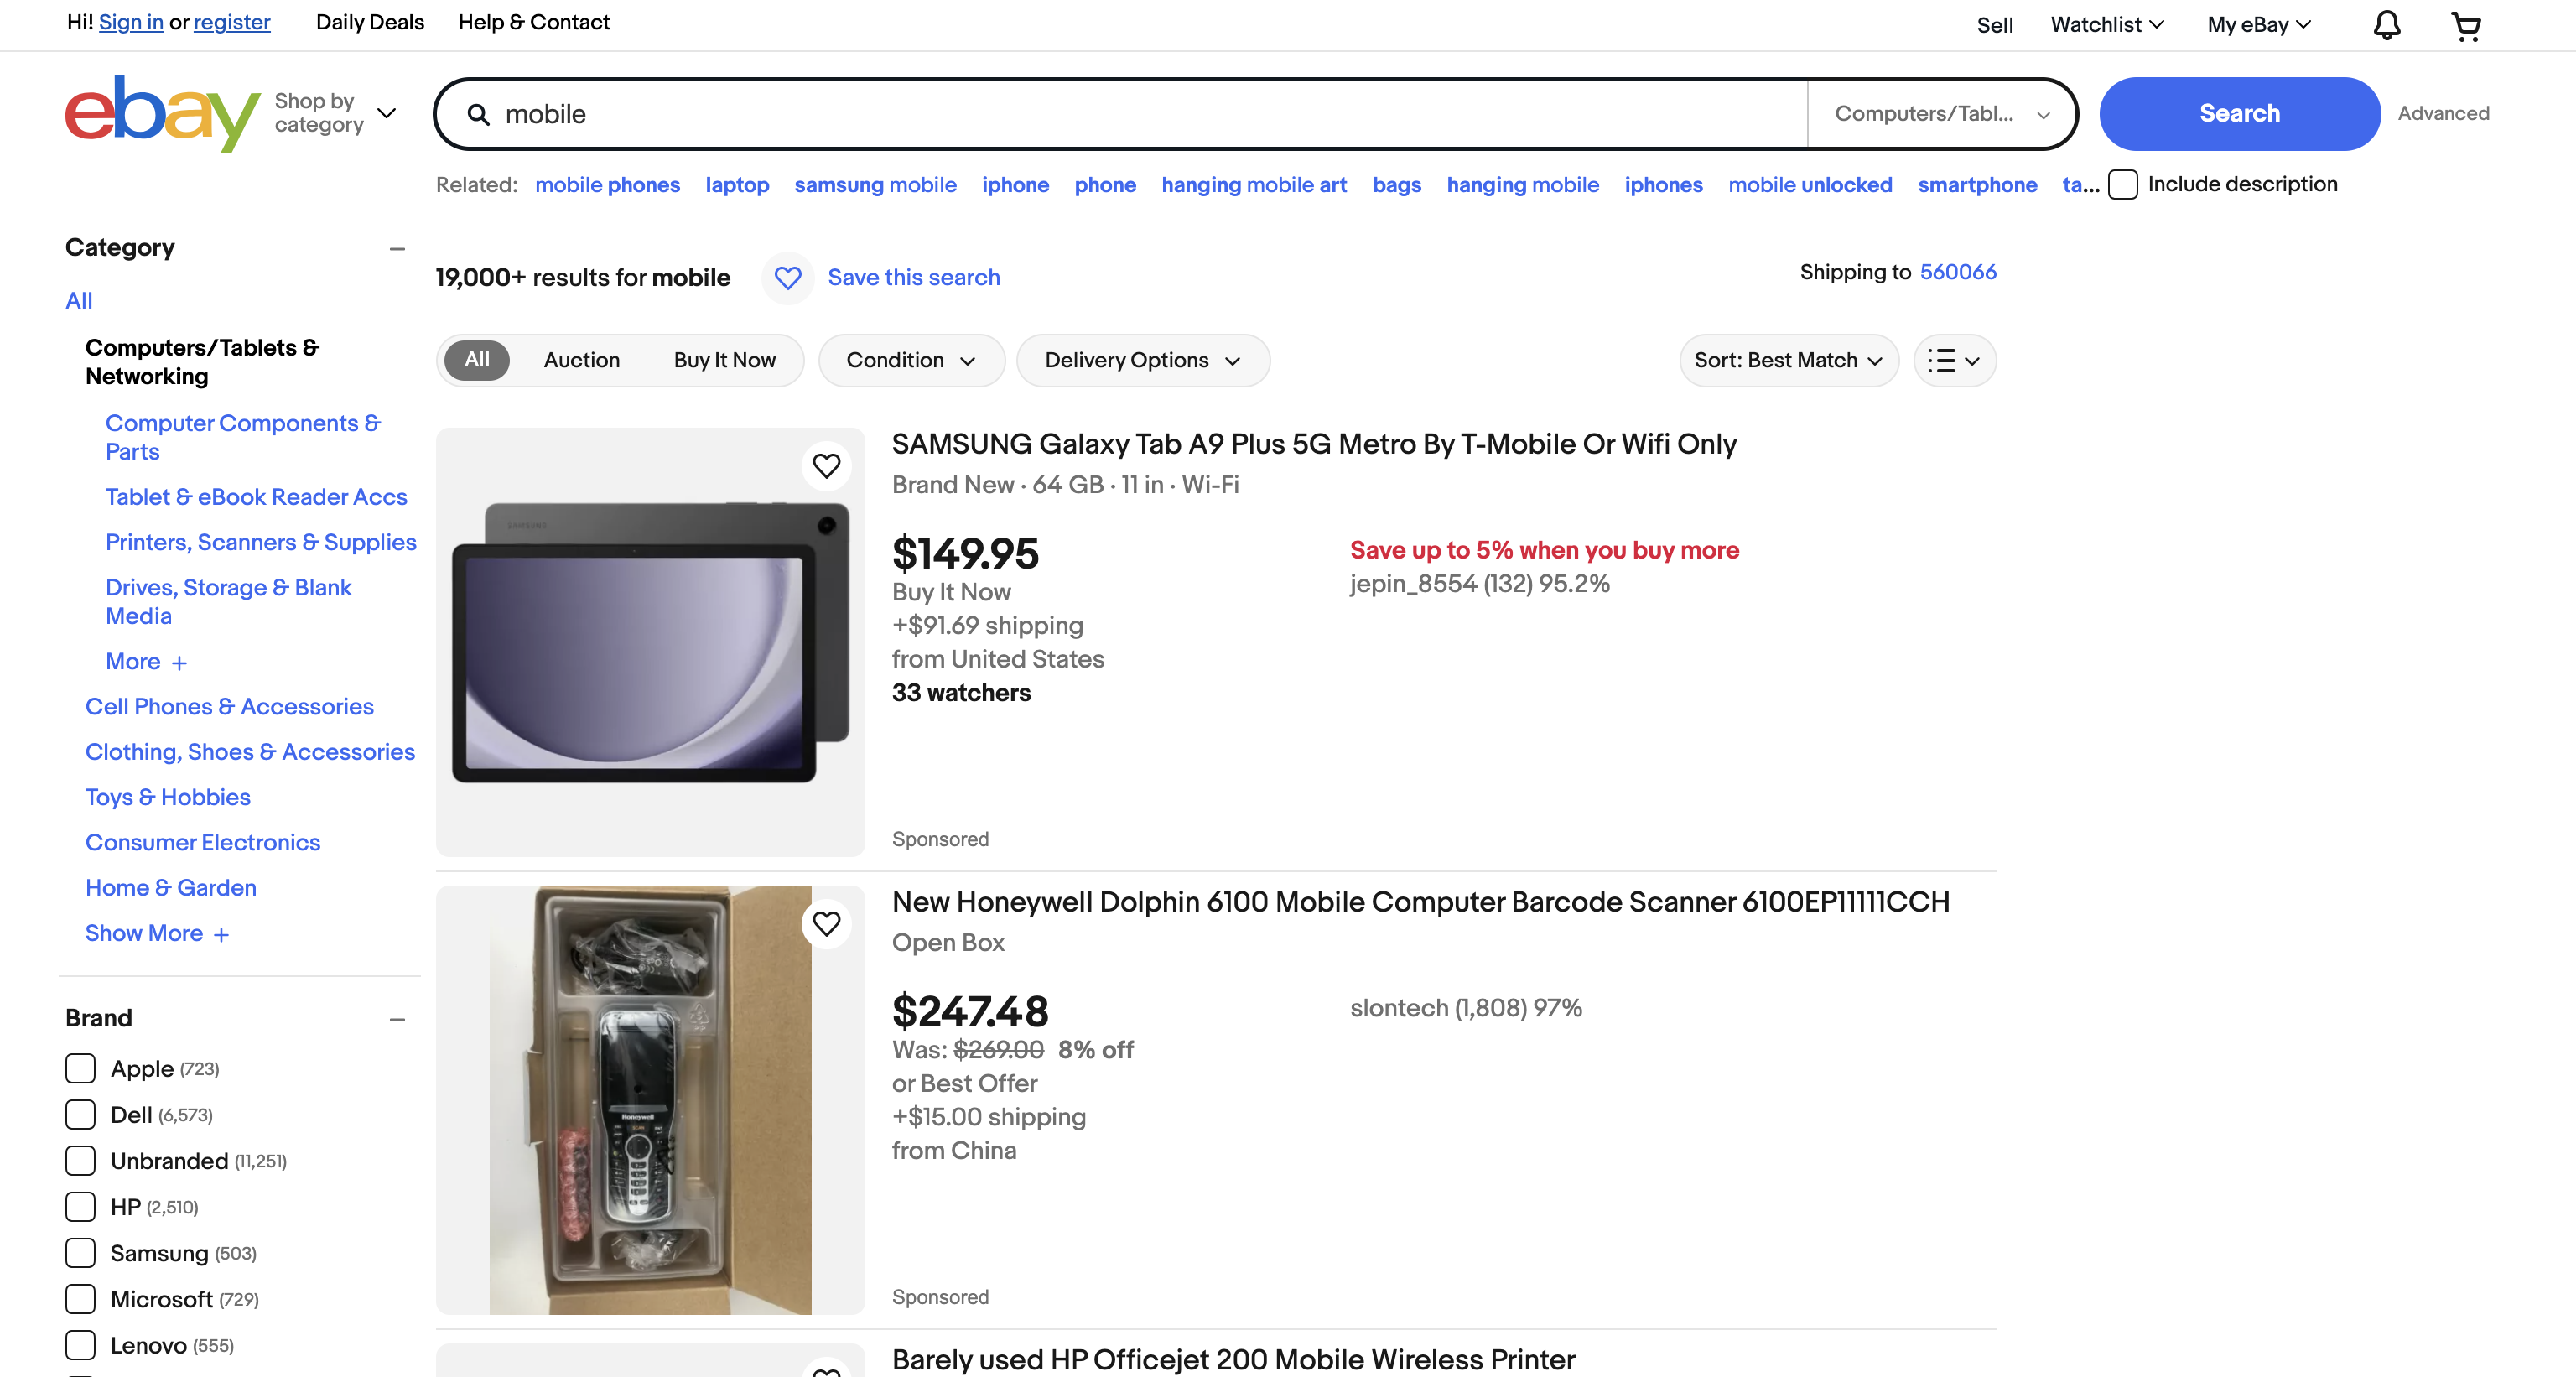 Hi! Sign in or register
Daily Deals
Help & Contact
Sell
Watchlist
My eBay
ebay
Shop by
category
mobile
Computers/Tabl...
Search
Advanced
Related: mobile phones laptop samsung mobile iphone phone hanging mobile art bags hanging mobile iphones mobile unlocked smartphone ta...
Include description
Category
All
Computers/Tablets &
Networking
Computer Components &
Parts
Tablet & eBook Reader Accs
Printers, Scanners & Supplies
Drives, Storage & Blank
Media
More +
Cell Phones & Accessories
Clothing, Shoes & Accessories
Toys & Hobbies
Consumer Electronics
Home & Garden
Show More +
Brand
Apple (723)
Dell (6,573)
Unbranded (11,251)
HP (2,510)
Samsung (503)
Microsoft (729)
Lenovo (555)
19,000+ results for mobile
Save this search
Shipping to 560066
All
Auction
Buy It Now
Condition
Delivery Options
Sort: Best Match
SAMSUNG
SAMSUNG Galaxy Tab A9 Plus 5G Metro By T-Mobile Or Wifi Only
Brand New · 64 GB · 11 in · Wi-Fi
$149.95
Buy It Now
+$91.69 shipping
from United States
33 watchers
Save up to 5% when you buy more
jepin_8554 (132) 95.2%
Sponsored
Honeywell
New Honeywell Dolphin 6100 Mobile Computer Barcode Scanner 6100EP11111CCH
Open Box
$247.48
Was: $269.00 8% off
or Best Offer
+$15.00 shipping
from China
slontech (1,808) 97%
Sponsored
Barely used HP Officejet 200 Mobile Wireless Printer